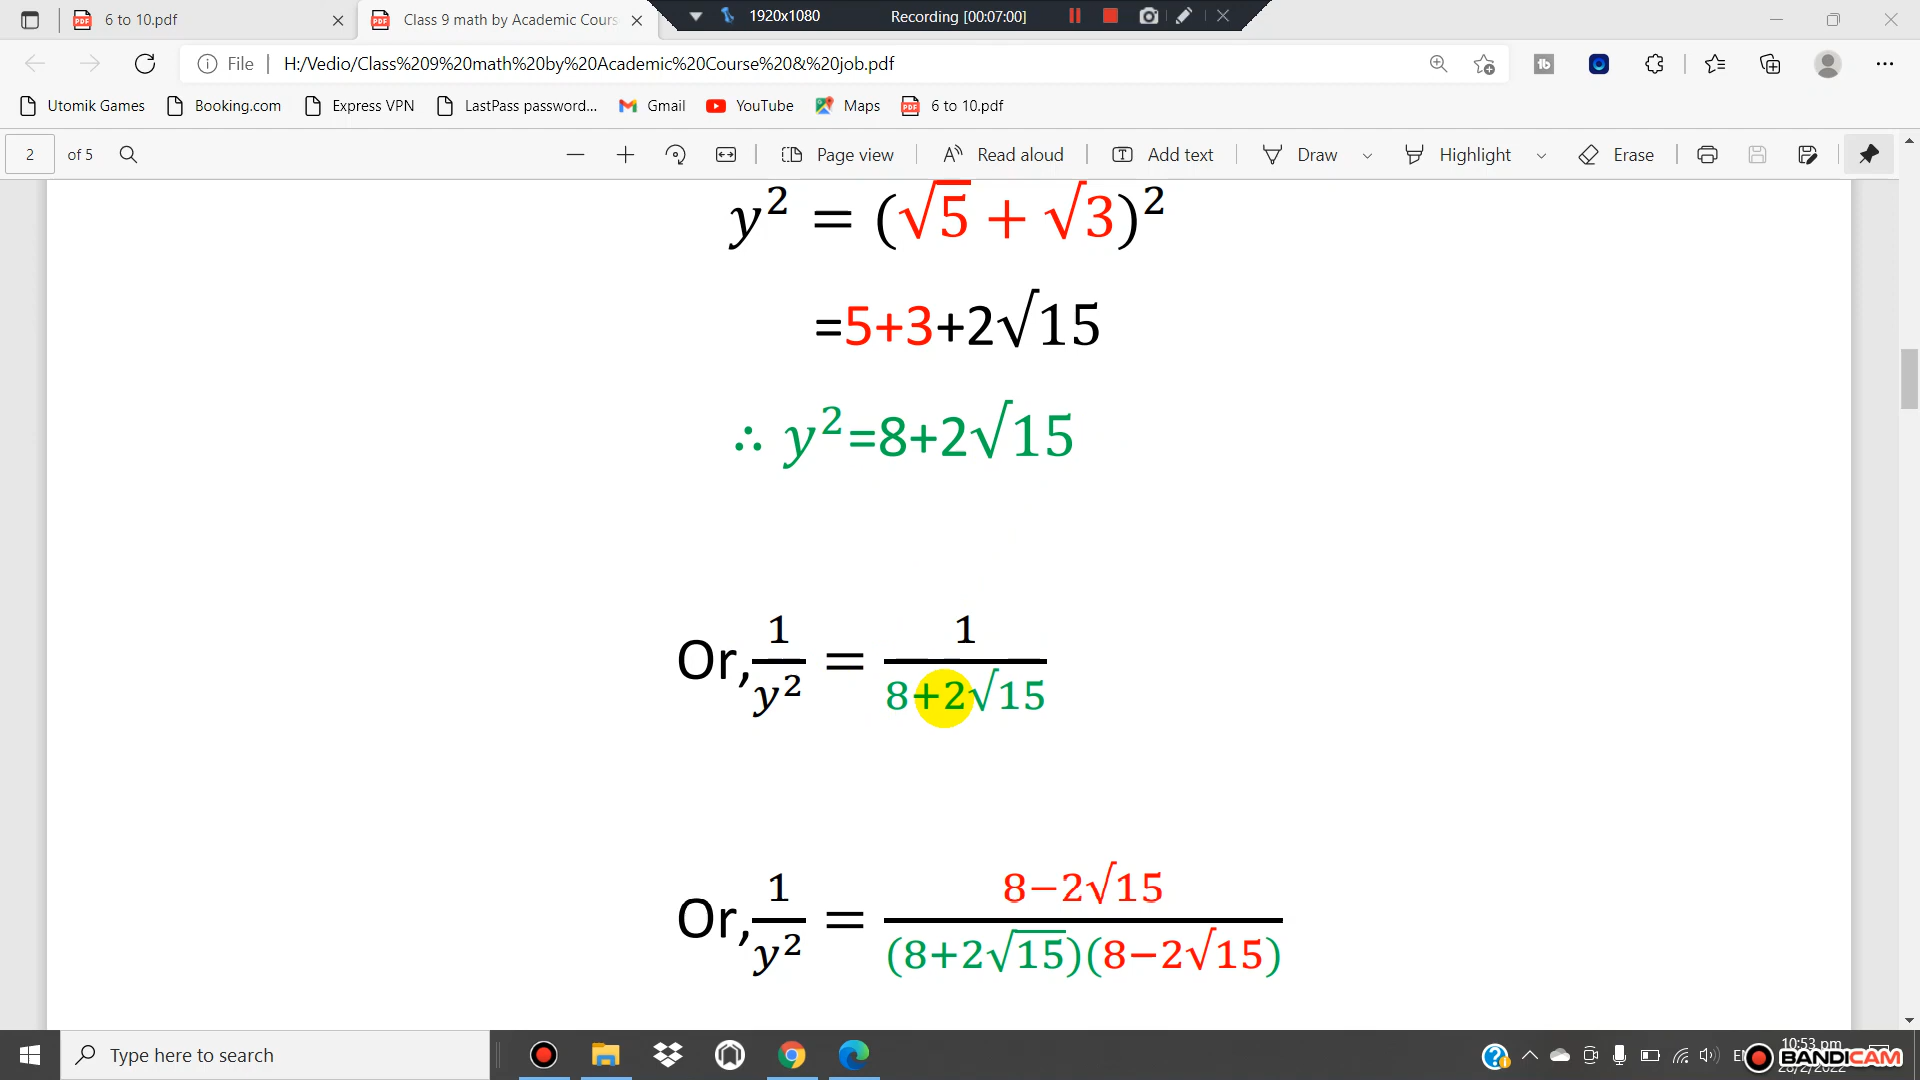 6 to 10.pdf
Class 9 math by Academic Cours
1920x1080
Recording [00:07:00]
File
H:/Vedio/Class%209%20math%20by%20Academic%20Course%20&%20job.pdf
Utomik Games
Booking.com
Express VPN
LastPass password...
Gmail
YouTube
Maps
6 to 10.pdf
2 of 5
Page view
Read aloud
Add text
Draw
Highlight
Erase
y² = (√5 + √3)²
=5+3+2√15
∴ y²=8+2√15
Or, 1/y² = 1/(8+2√15)
Or, 1/y² = (8−2√15)/((8+2√15)(8−2√15))
Type here to search
10:53 pm
BANDICAM